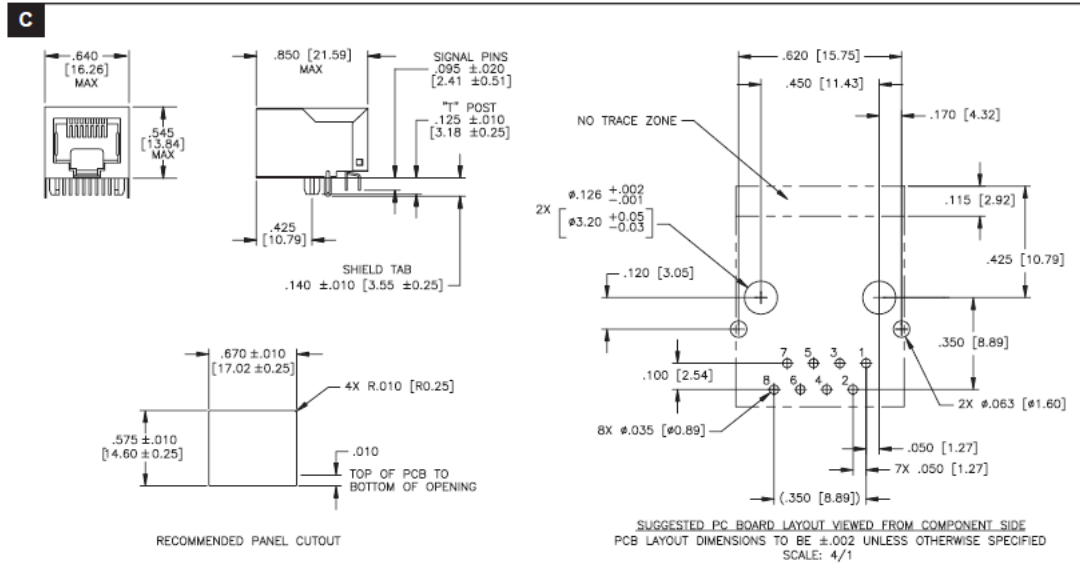 C
.640
[16.26]
MAX
.545
[13.84]
MAX
.850 [21.59]
MAX
SIGNAL PINS
.095 ±.020
[2.41 ±0.51]
"T" POST
.125 ±.010
[3.18 ±0.25]
.425
[10.79]
SHIELD TAB
.140 ±.010 [3.55 ±0.25]
.670 ±.010
[17.02 ±0.25]
4X R.010 [R0.25]
.575 ±.010
[14.60 ±0.25]
.010
TOP OF PCB TO
BOTTOM OF OPENING
RECOMMENDED PANEL CUTOUT
.620 [15.75]
.450 [11.43]
.170 [4.32]
NO TRACE ZONE
.115 [2.92]
2X ø.126 +.002 -.001
[ø3.20 +0.05 -0.03]
.425 [10.79]
.120 [3.05]
.350 [8.89]
7 5 3 1
.100 [2.54]
8 6 4 2
2X ø.063 [ø1.60]
8X ø.035 [ø0.89]
.050 [1.27]
7X .050 [1.27]
(.350 [8.89])
SUGGESTED PC BOARD LAYOUT VIEWED FROM COMPONENT SIDE
PCB LAYOUT DIMENSIONS TO BE ±.002 UNLESS OTHERWISE SPECIFIED
SCALE: 4/1